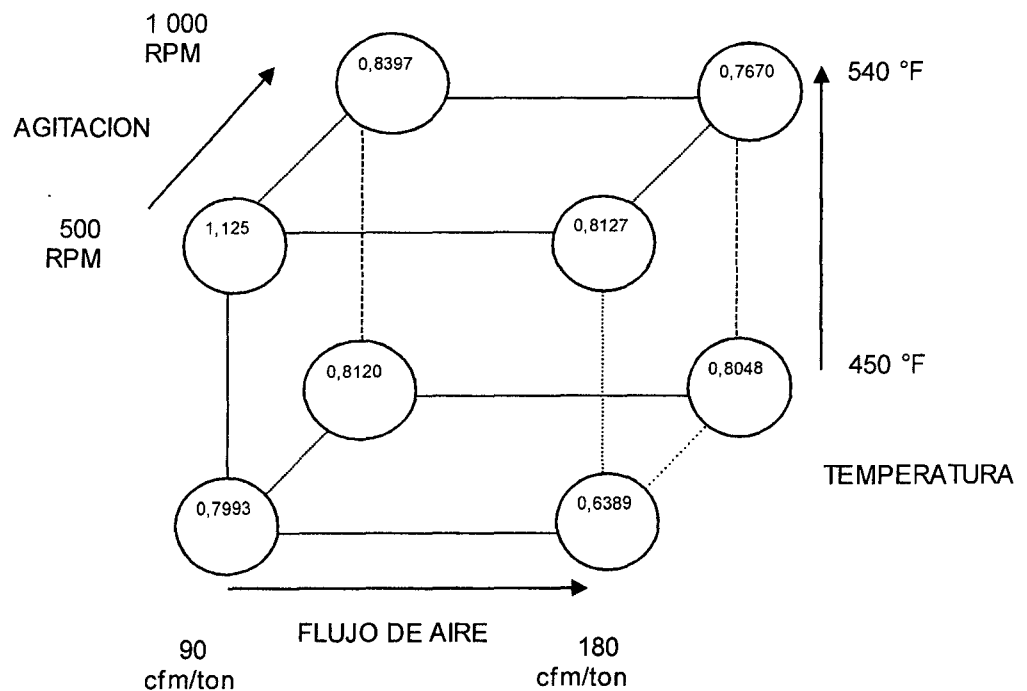 1 000
RPM
0,8397
0,7670
540 °F
AGITACION
500
RPM
1,125
0,8127
0,8120
0,8048
450 °F
TEMPERATURA
0,7993
0,6389
FLUJO DE AIRE
90
cfm/ton
180
cfm/ton